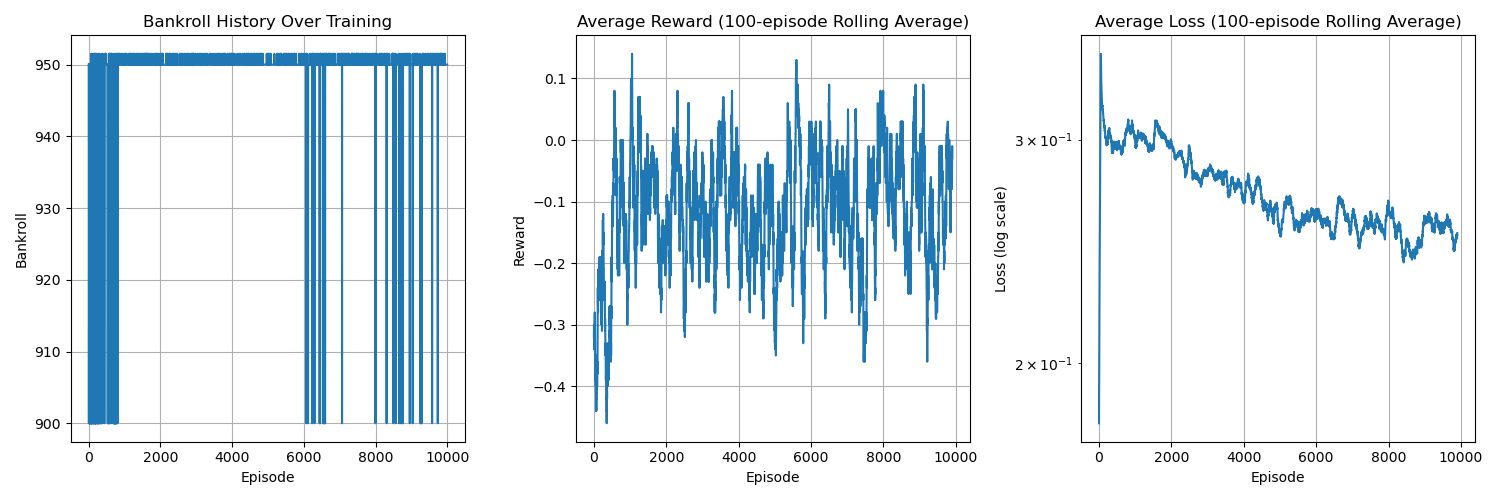 Bankroll History Over Training
950
940
930
920
910
900
Bankroll
0
2000
4000
6000
8000
10000
Episode
Average Reward (100-episode Rolling Average)
0.1
0.0
−0.1
−0.2
−0.3
−0.4
Reward
0
2000
4000
6000
8000
10000
Episode
Average Loss (100-episode Rolling Average)
3 × 10⁻¹
2 × 10⁻¹
Loss (log scale)
0
2000
4000
6000
8000
10000
Episode